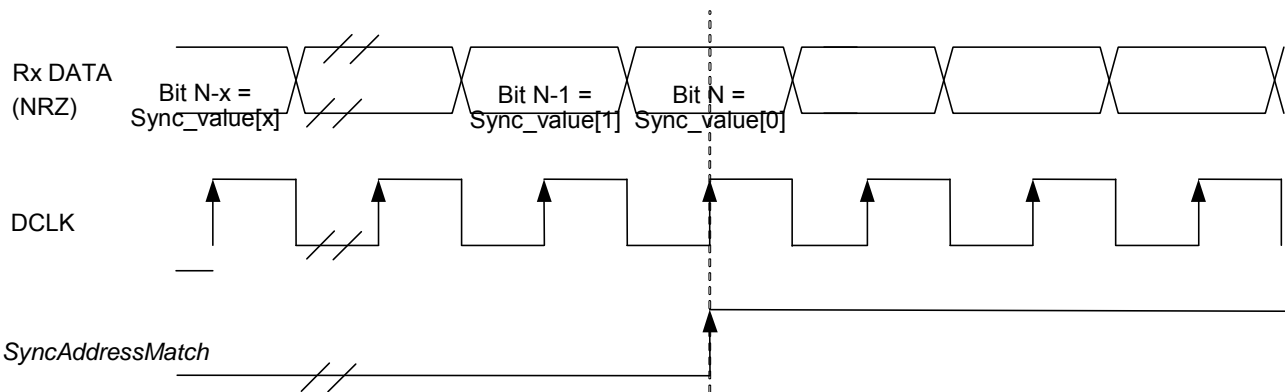 Rx DATA
(NRZ)
Bit N-x =
Sync_value[x]
Bit N-1 =
Sync_value[1]
Bit N =
Sync_value[0]
DCLK
SyncAddressMatch